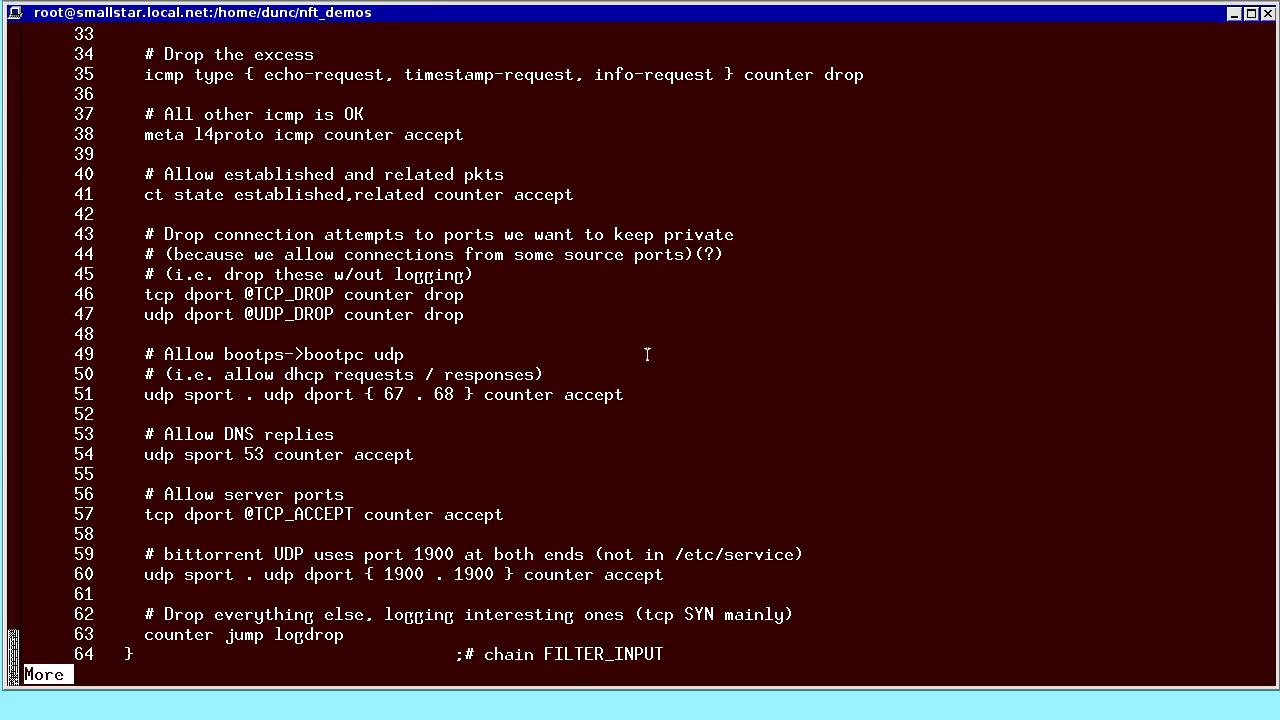 root@smallstar.local.net:/home/dunc/nft_demos
33
34 # Drop the excess
35 icmp type { echo-request, timestamp-request, info-request } counter drop
36
37 # All other icmp is OK
38 meta l4proto icmp counter accept
39
40 # Allow established and related pkts
41 ct state established,related counter accept
42
43 # Drop connection attempts to ports we want to keep private
44 # (because we allow connections from some source ports)(?)
45 # (i.e. drop these w/out logging)
46 tcp dport @TCP_DROP counter drop
47 udp dport @UDP_DROP counter drop
48
49 # Allow bootps->bootpc udp
50 # (i.e. allow dhcp requests / responses)
51 udp sport . udp dport { 67 . 68 } counter accept
52
53 # Allow DNS replies
54 udp sport 53 counter accept
55
56 # Allow server ports
57 tcp dport @TCP_ACCEPT counter accept
58
59 # bittorrent UDP uses port 1900 at both ends (not in /etc/service)
60 udp sport . udp dport { 1900 . 1900 } counter accept
61
62 # Drop everything else, logging interesting ones (tcp SYN mainly)
63 counter jump logdrop
64 } ;# chain FILTER_INPUT
More